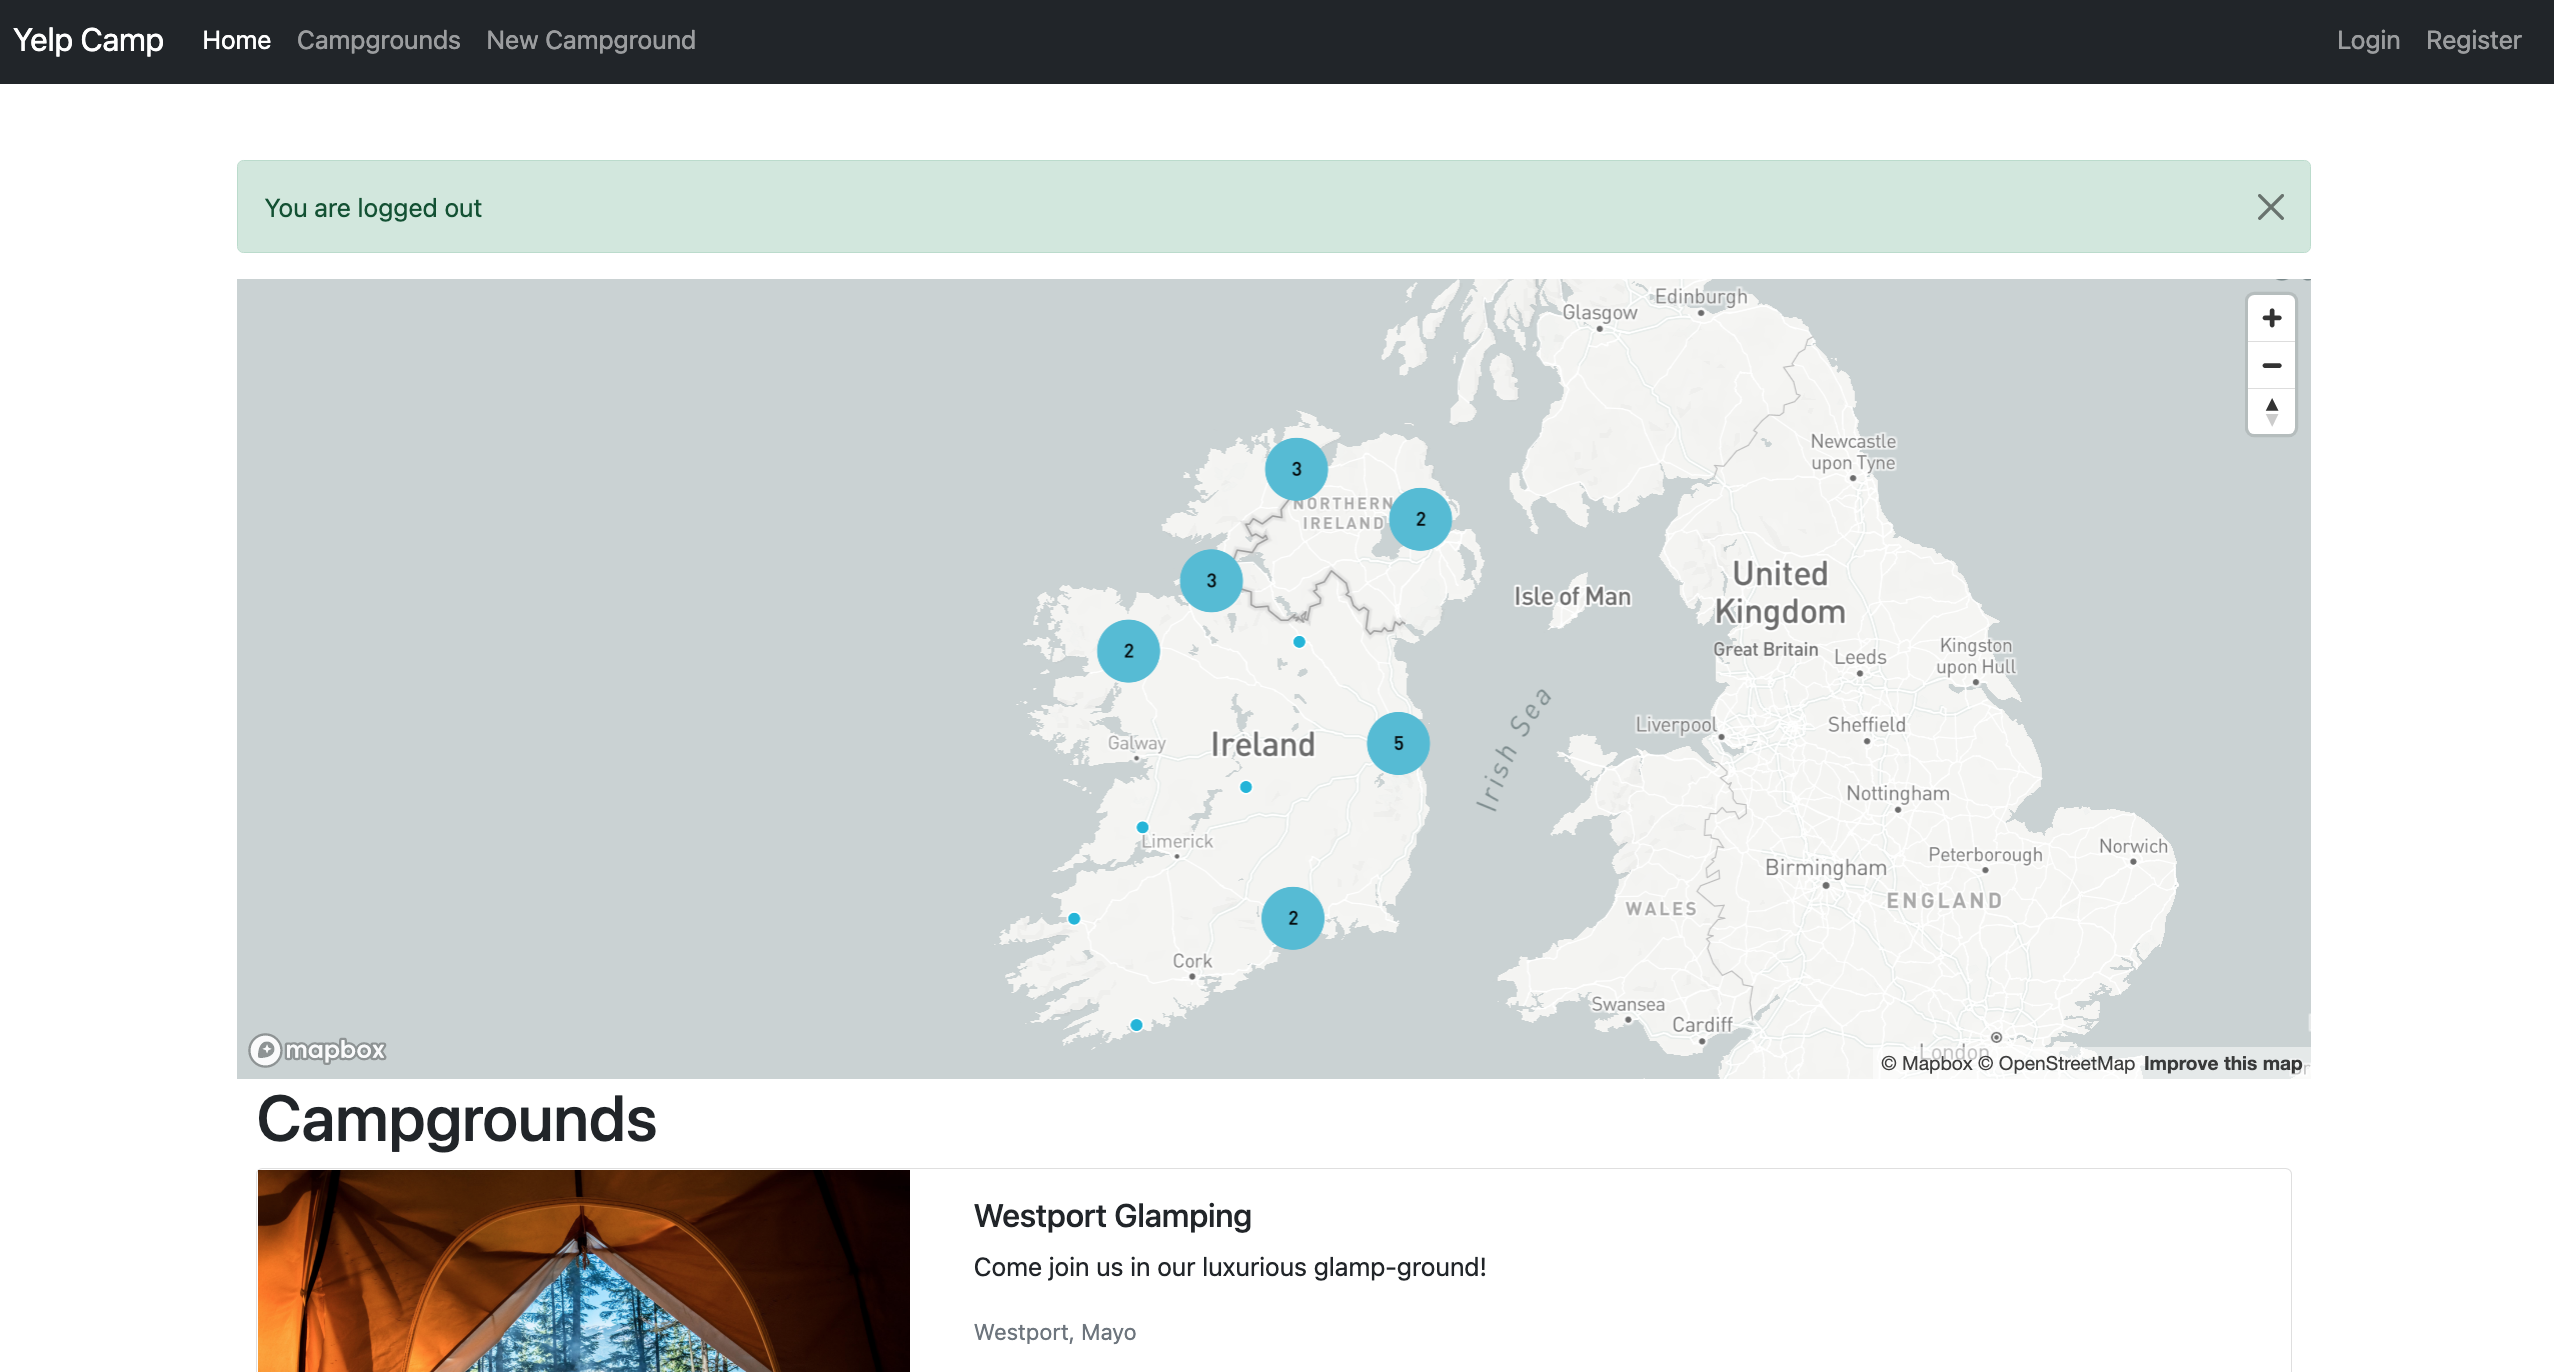 Yelp Camp Home Campgrounds New Campground Login Register
You are logged out
Edinburgh
Glasgow
Newcastle
upon Tyne
3
NORTHERN
IRELAND
2
3
Isle of Man
United
Kingdom
Great Britain
2
Leeds
Kingston
upon Hull
Irish Sea
Liverpool
Sheffield
Galway
Ireland
5
Nottingham
Limerick
Norwich
Peterborough
Birmingham
ENGLAND
WALES
2
Cork
Swansea
Cardiff
London
mapbox
© Mapbox © OpenStreetMap Improve this map
Campgrounds
Westport Glamping
Come join us in our luxurious glamp-ground!
Westport, Mayo